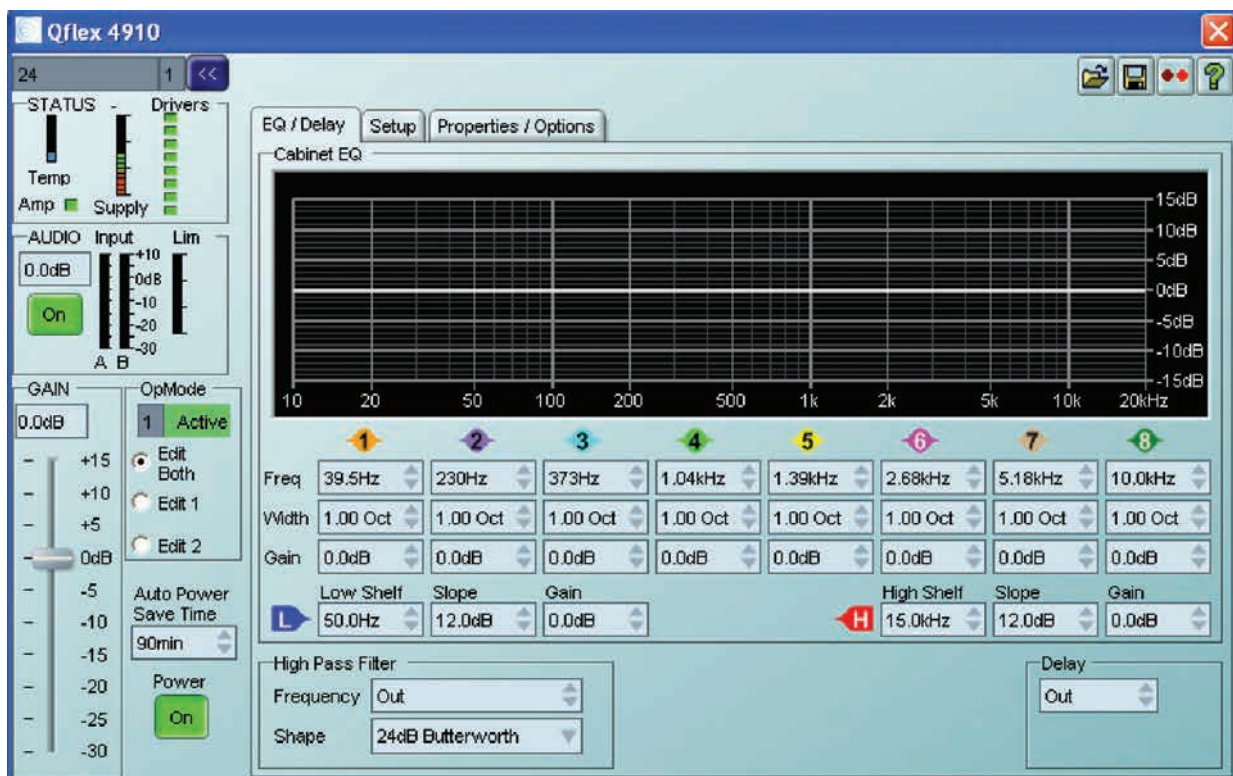 Qflex 4910
24 1 <<
STATUS - Drivers
Temp
Amp Supply
AUDIO Input Lim
0.0dB
On
+10
0dB
-10
-20
-30
A B
GAIN
0.0dB
+15
+10
+5
0dB
-5
-10
-15
-20
-25
-30
OpMode
1 Active
Edit
Both
Edit 1
Edit 2
Auto Power
Save Time
90min
Power
On
EQ / Delay Setup Properties / Options
Cabinet EQ
15dB
10dB
5dB
0dB
-5dB
-10dB
-15dB
10 20 50 100 200 500 1k 2k 5k 10k 20kHz
1 2 3 4 5 6 7 8
Freq 39.5Hz 230Hz 373Hz 1.04kHz 1.39kHz 2.68kHz 5.18kHz 10.0kHz
Width 1.00 Oct 1.00 Oct 1.00 Oct 1.00 Oct 1.00 Oct 1.00 Oct 1.00 Oct 1.00 Oct
Gain 0.0dB 0.0dB 0.0dB 0.0dB 0.0dB 0.0dB 0.0dB 0.0dB
Low Shelf Slope Gain High Shelf Slope Gain
L 50.0Hz 12.0dB 0.0dB H 15.0kHz 12.0dB 0.0dB
High Pass Filter
Frequency Out
Shape 24dB Butterworth
Delay
Out